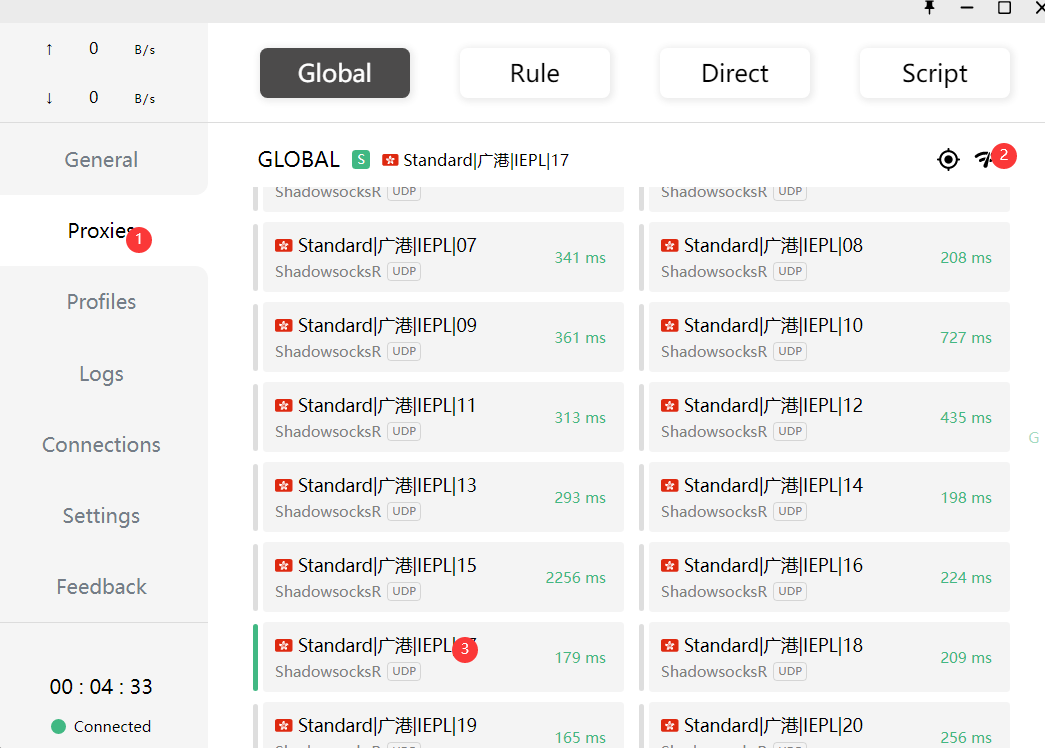 ↑ 0 B/s
↓ 0 B/s
Global Rule Direct Script
General
Proxies 1
Profiles
Logs
Connections
Settings
Feedback
00 : 04 : 33
Connected
GLOBAL S Standard|广港|IEPL|17 2
ShadowsocksR UDP
ShadowsocksR UDP
Standard|广港|IEPL|07
ShadowsocksR UDP
341 ms
Standard|广港|IEPL|08
ShadowsocksR UDP
208 ms
Standard|广港|IEPL|09
ShadowsocksR UDP
361 ms
Standard|广港|IEPL|10
ShadowsocksR UDP
727 ms
Standard|广港|IEPL|11
ShadowsocksR UDP
313 ms
Standard|广港|IEPL|12
ShadowsocksR UDP
435 ms
Standard|广港|IEPL|13
ShadowsocksR UDP
293 ms
Standard|广港|IEPL|14
ShadowsocksR UDP
198 ms
Standard|广港|IEPL|15
ShadowsocksR UDP
2256 ms
Standard|广港|IEPL|16
ShadowsocksR UDP
224 ms
Standard|广港|IEPL 3 7
ShadowsocksR UDP
179 ms
Standard|广港|IEPL|18
ShadowsocksR UDP
209 ms
Standard|广港|IEPL|19
ShadowsocksR UDP
165 ms
Standard|广港|IEPL|20
ShadowsocksR UDP
256 ms
G